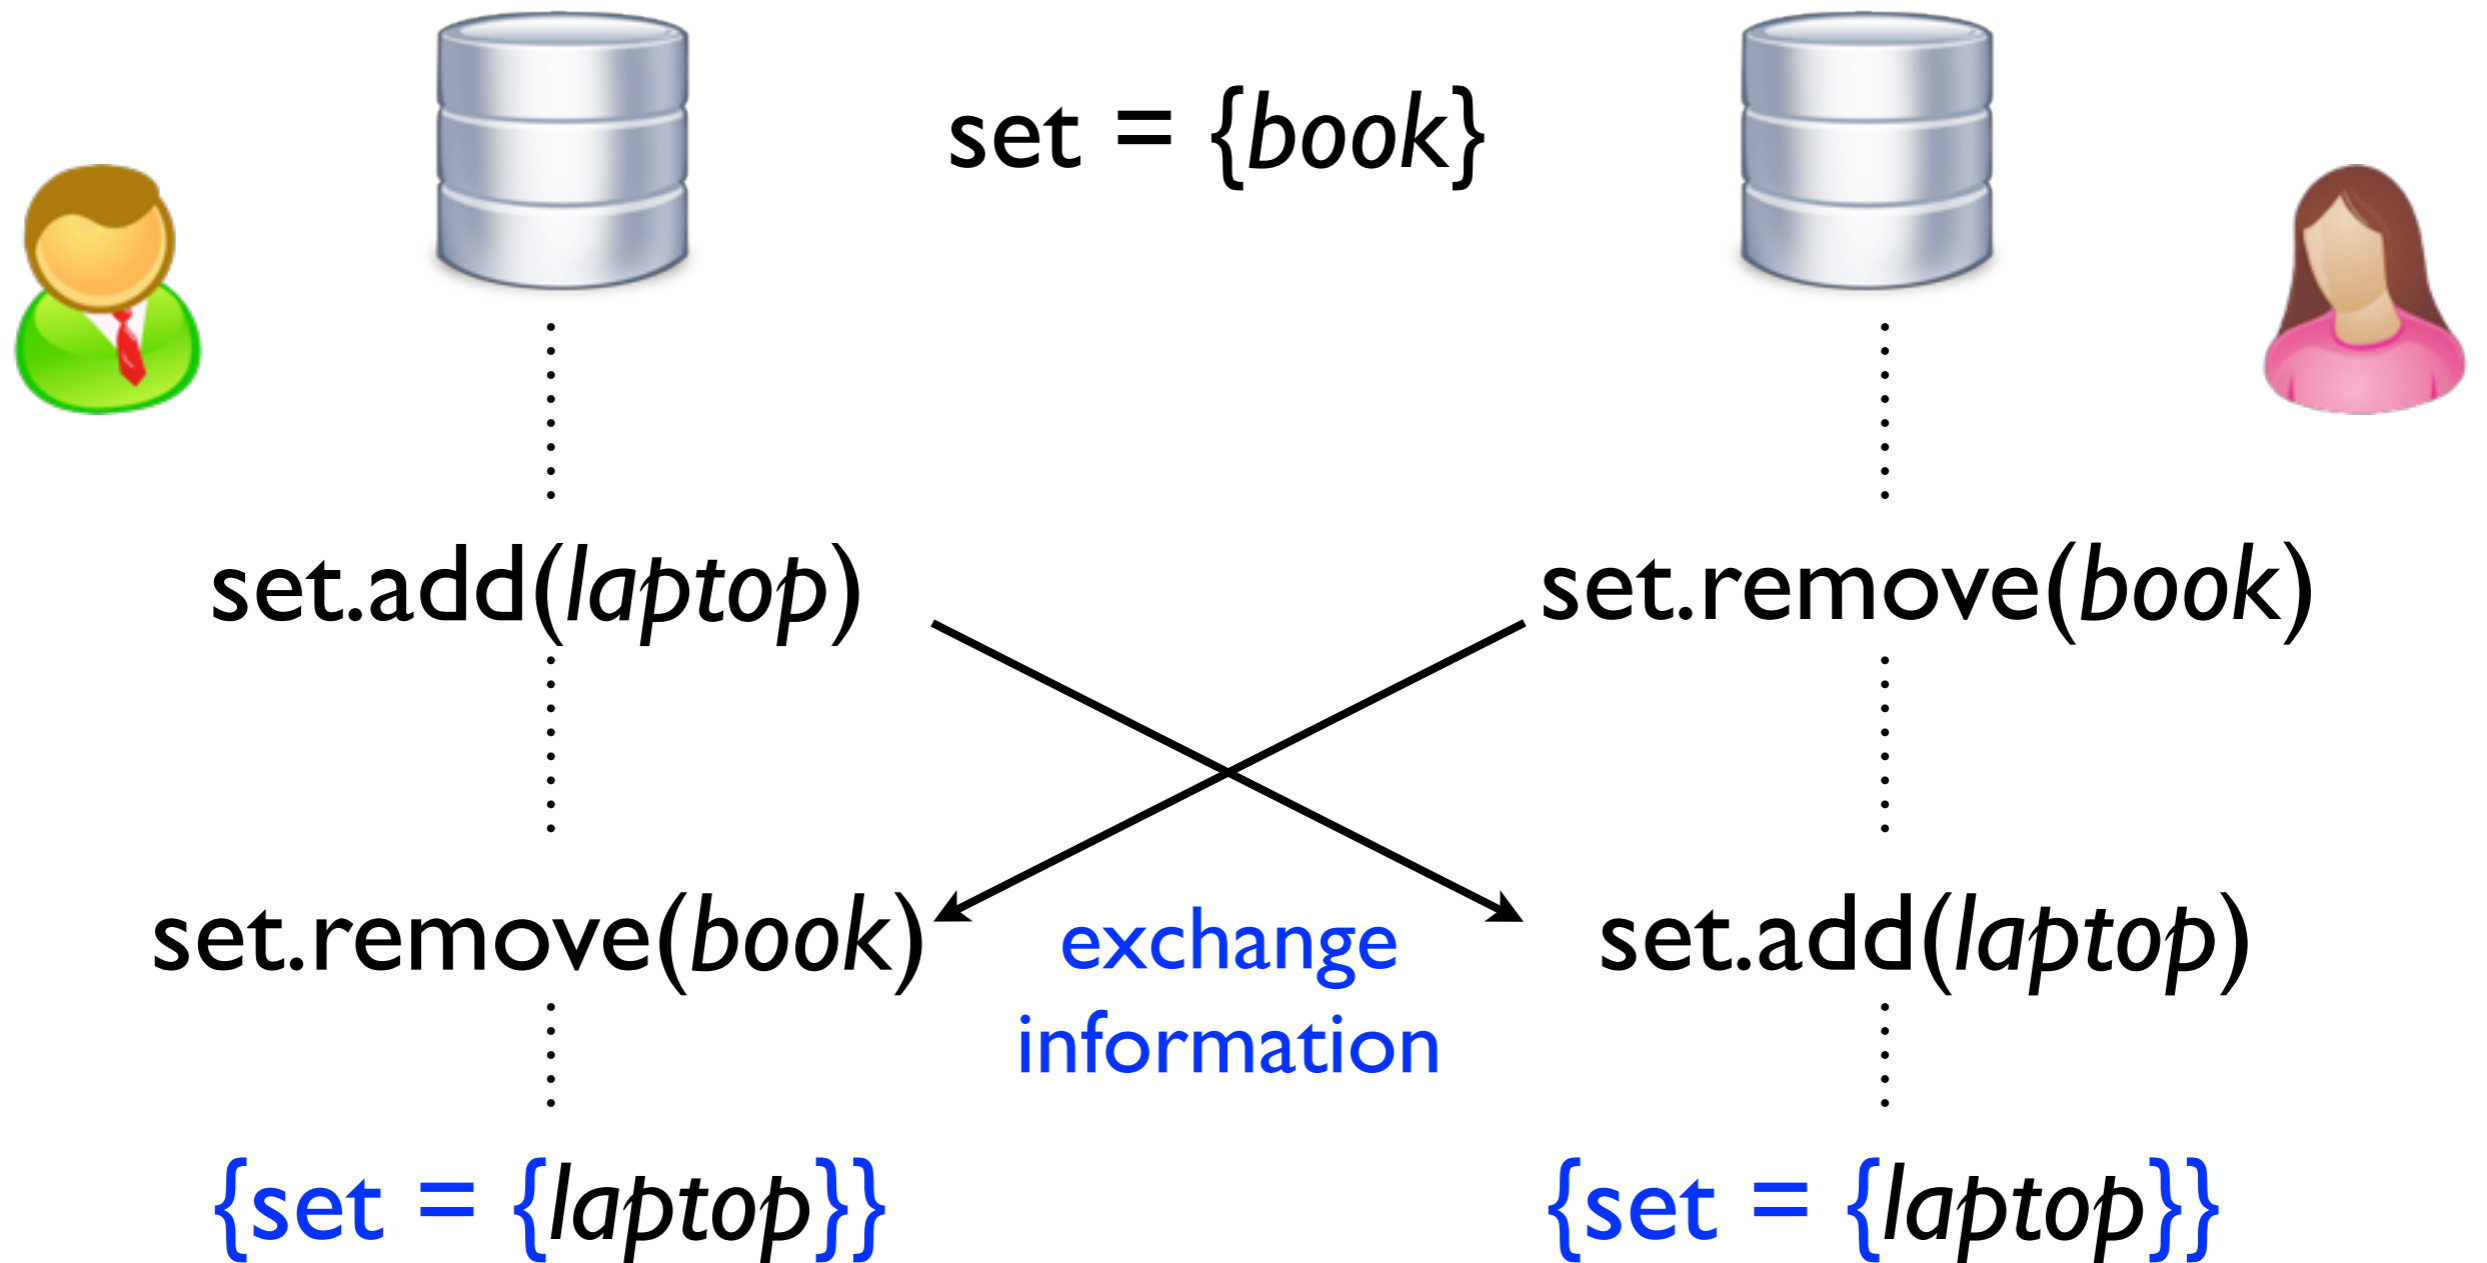 set = {book}
set.add(laptop)
set.remove(book)
set.remove(book)
exchange
information
set.add(laptop)
{set = {laptop}}
{set = {laptop}}